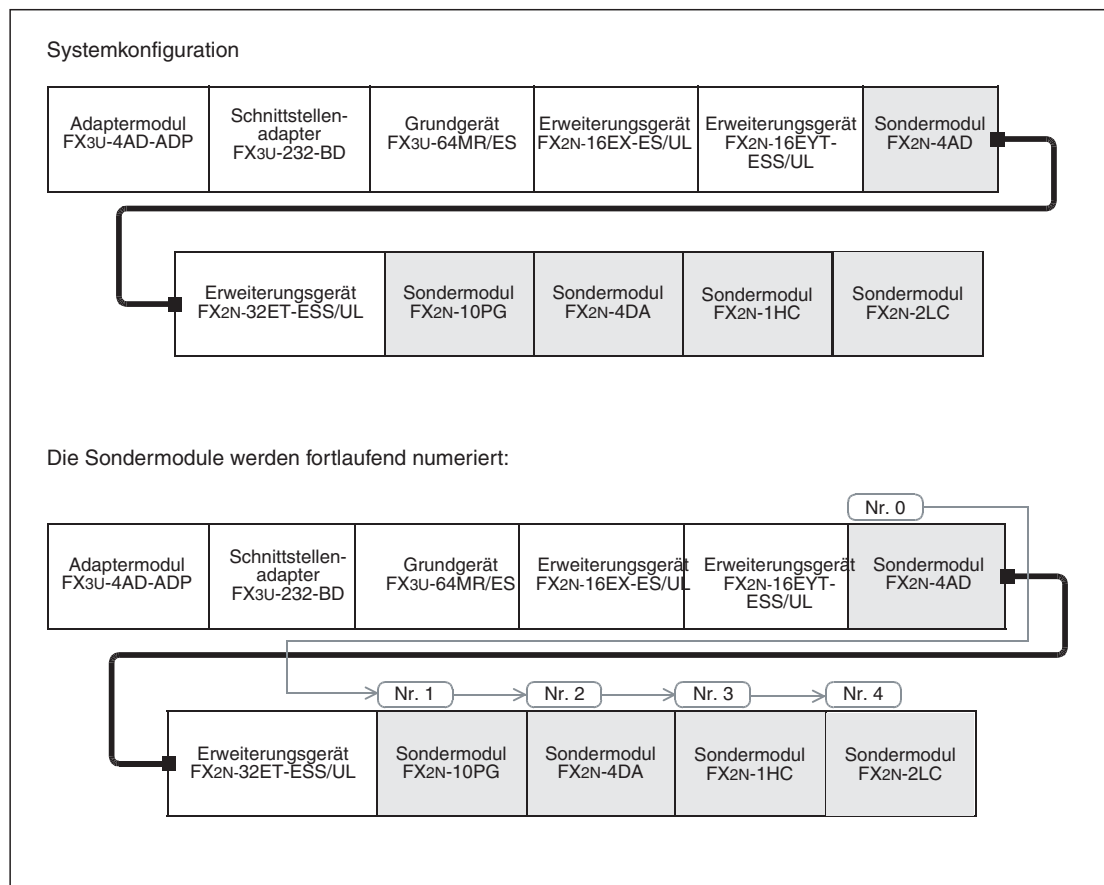 Systemkonfiguration
Adaptermodul
FX3U-4AD-ADP
Schnittstellen-
adapter
FX3U-232-BD
Grundgerät
FX3U-64MR/ES
Erweiterungsgerät
FX2N-16EX-ES/UL
Erweiterungsgerät
FX2N-16EYT-
ESS/UL
Sondermodul
FX2N-4AD
Erweiterungsgerät
FX2N-32ET-ESS/UL
Sondermodul
FX2N-10PG
Sondermodul
FX2N-4DA
Sondermodul
FX2N-1HC
Sondermodul
FX2N-2LC
Die Sondermodule werden fortlaufend numeriert:
Nr. 0
Adaptermodul
FX3U-4AD-ADP
Schnittstellen-
adapter
FX3U-232-BD
Grundgerät
FX3U-64MR/ES
Erweiterungsgerät
FX2N-16EX-ES/UL
Erweiterungsgerät
FX2N-16EYT-
ESS/UL
Sondermodul
FX2N-4AD
Nr. 1
Nr. 2
Nr. 3
Nr. 4
Erweiterungsgerät
FX2N-32ET-ESS/UL
Sondermodul
FX2N-10PG
Sondermodul
FX2N-4DA
Sondermodul
FX2N-1HC
Sondermodul
FX2N-2LC